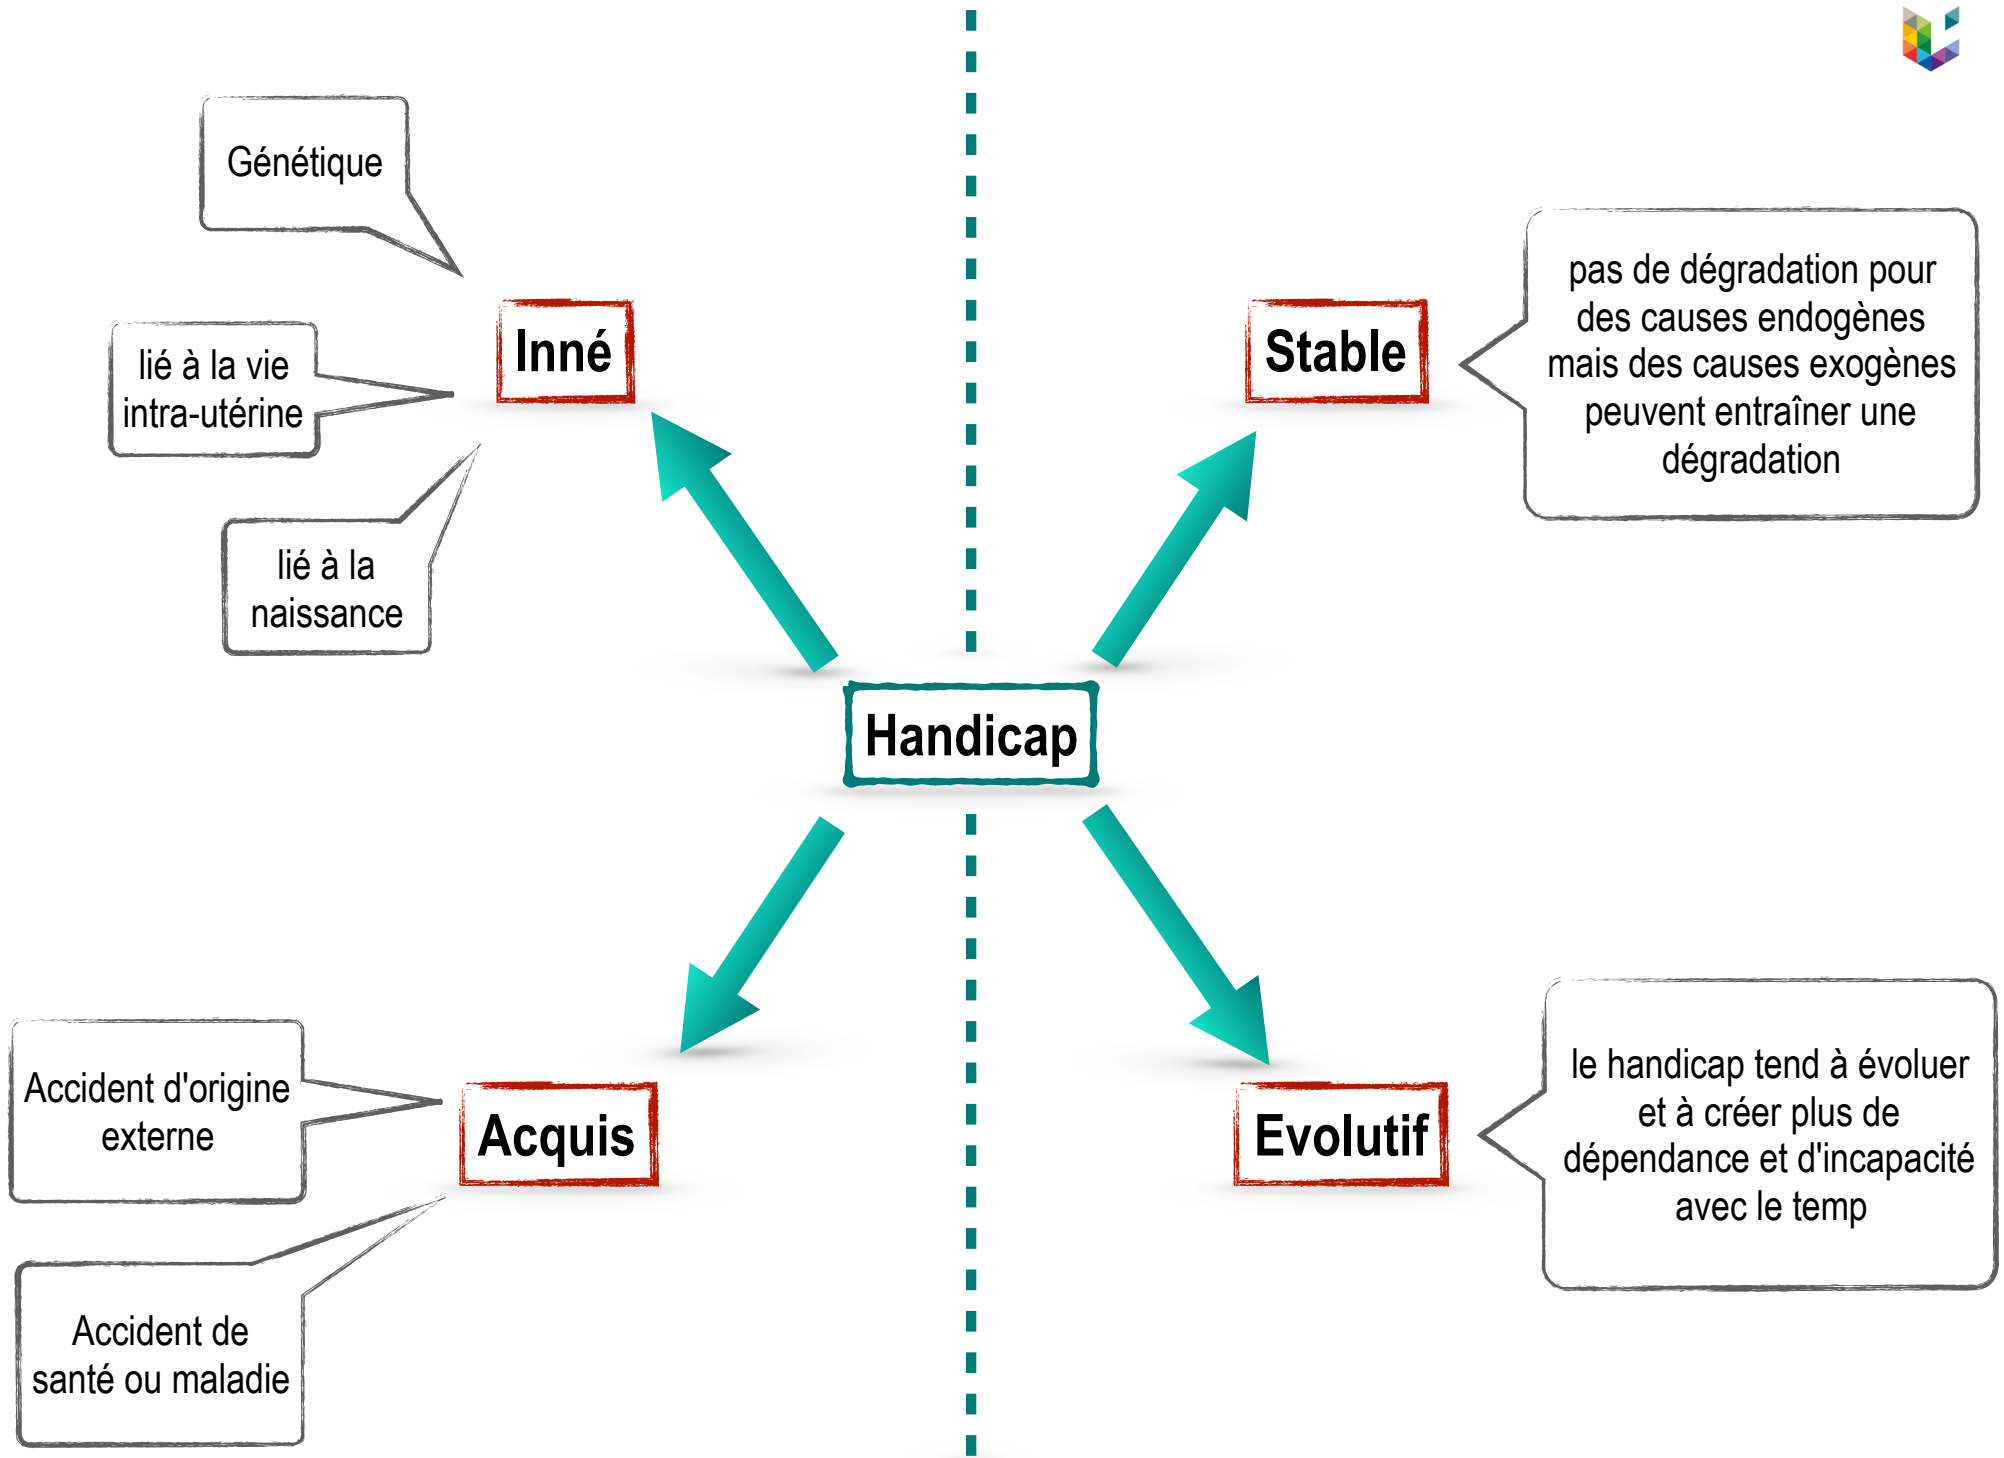 Génétique
Inné
lié à la vie
intra-utérine
lié à la
naissance
Stable
pas de dégradation pour
des causes endogènes
mais des causes exogènes
peuvent entraîner une
dégradation
Handicap
Accident d'origine
externe
Acquis
Accident de
santé ou maladie
Evolutif
le handicap tend à évoluer
et à créer plus de
dépendance et d'incapacité
avec le temp